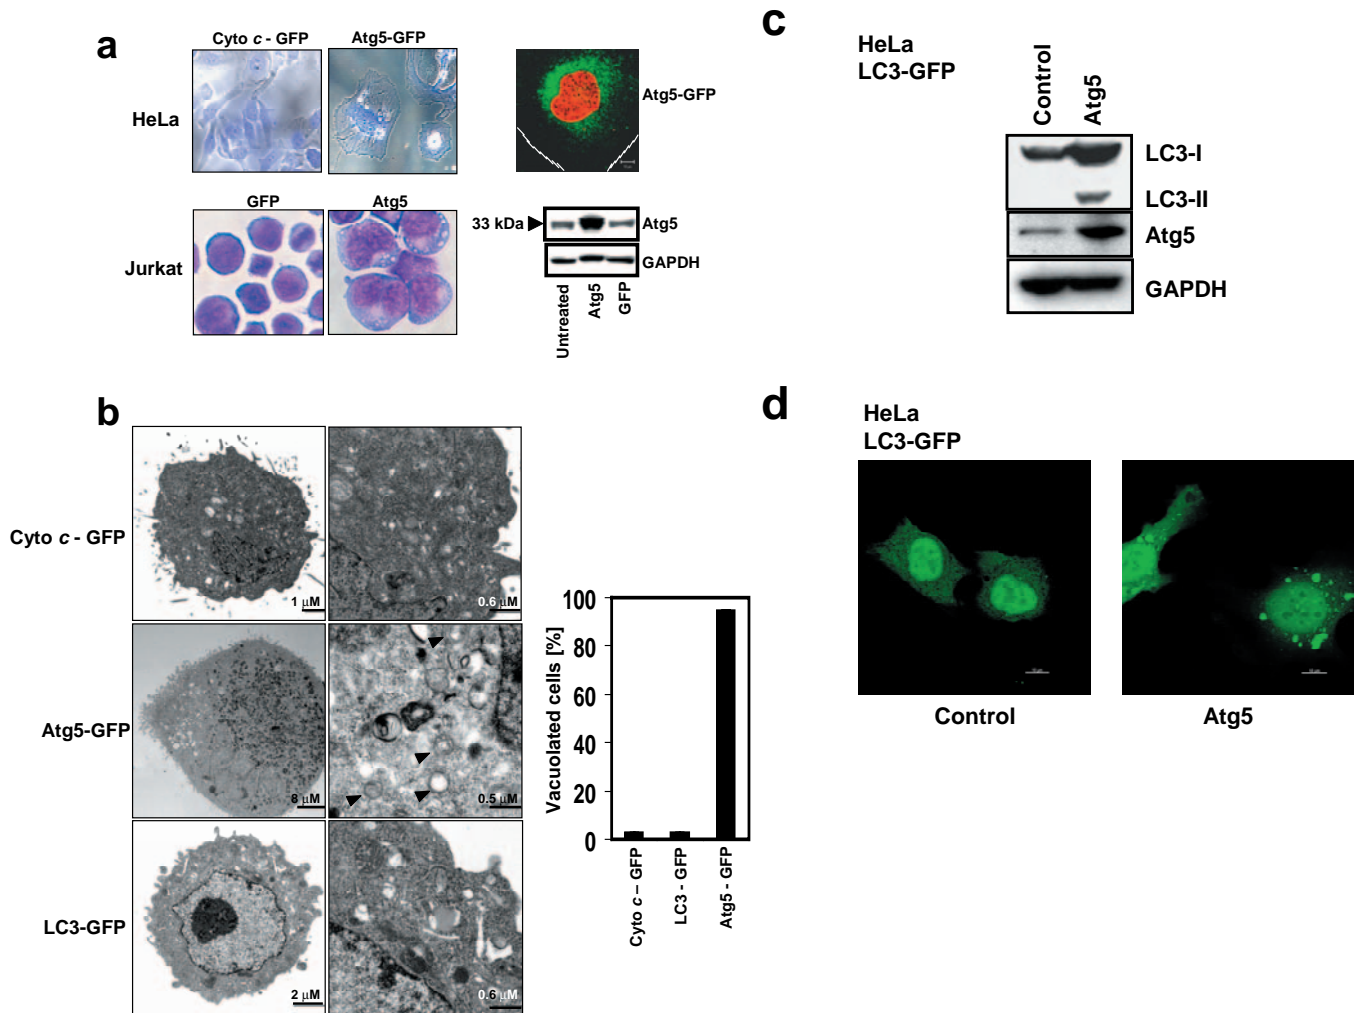 a
Cyto c - GFP
Atg5-GFP
HeLa
Atg5-GFP
GFP
Atg5
Jurkat
33 kDa
Atg5
GAPDH
Untreated
Atg5
GFP
b
Cyto c - GFP
1 µM
0.6 µM
Atg5-GFP
8 µM
0.5 µM
LC3-GFP
2 µM
0.6 µM
Vacuolated cells [%]
100
80
60
40
20
0
Cyto c – GFP
LC3 - GFP
Atg5 - GFP
c
HeLa
LC3-GFP
Control
Atg5
LC3-I
LC3-II
Atg5
GAPDH
d
HeLa
LC3-GFP
Control
Atg5